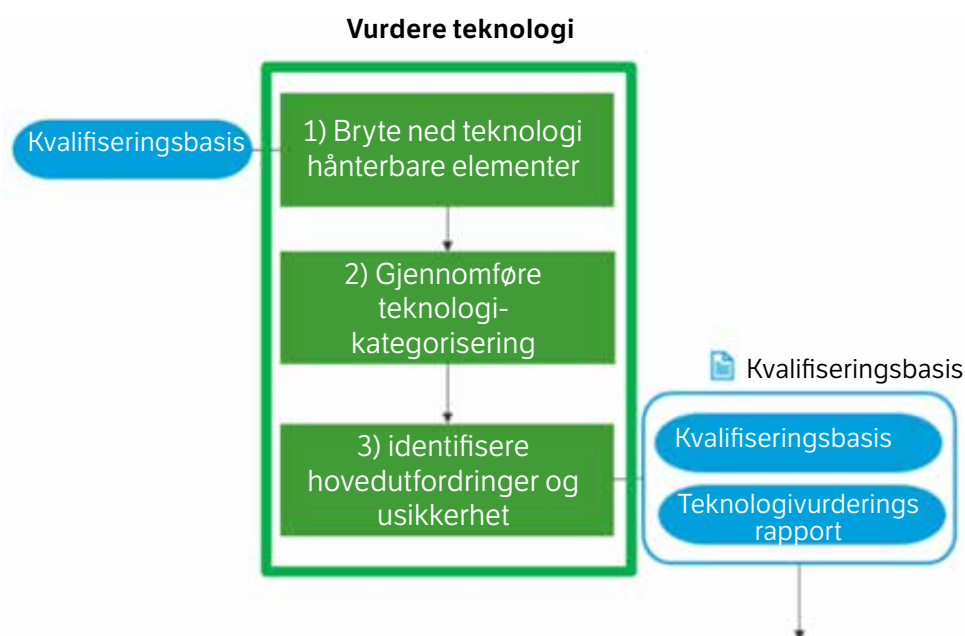 Vurdere teknologi
Kvalifiseringsbasis
1) Bryte ned teknologi
hånterbare elementer
2) Gjennomføre
teknologi-
kategorisering
3) identifisere
hovedutfordringer og
usikkerhet
Kvalifiseringsbasis
Kvalifiseringsbasis
Teknologivurderings
rapport